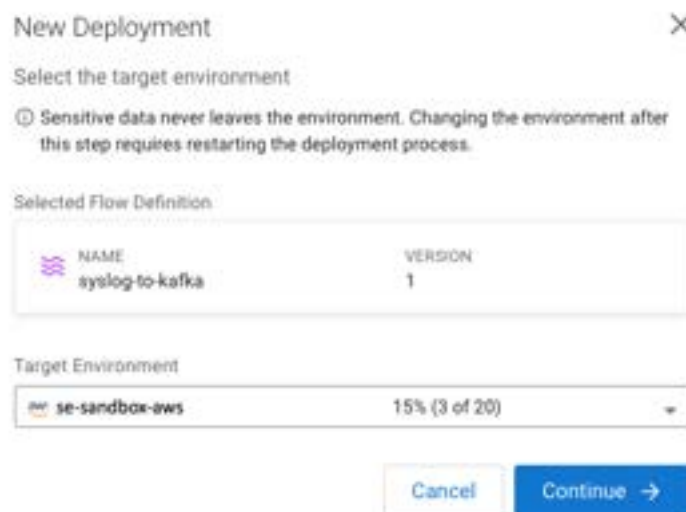 New Deployment
Select the target environment
Sensitive data never leaves the environment. Changing the environment after
this step requires restarting the deployment process.
Selected Flow Definition
NAME VERSION
syslog-to-kafka 1
Target Environment
aws se-sandbox-aws 15% (3 of 20)
Cancel Continue →